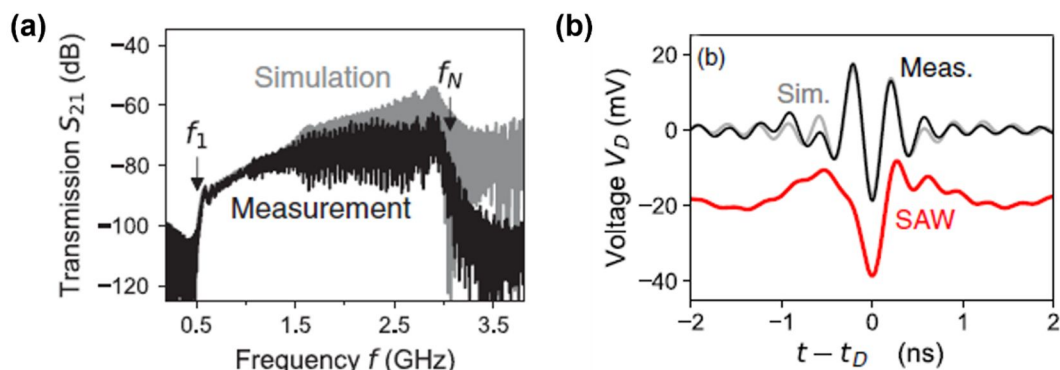 (a)
Transmission S21 (dB)
−40
−60
−80
−100
−120
Simulation
fN
f1
Measurement
0.5 1.5 2.5 3.5
Frequency f (GHz)
(b)
Voltage VD (mV)
20
0
−20
−40
(b)
Meas.
Sim.
SAW
−2 −1 0 1 2
t − tD (ns)